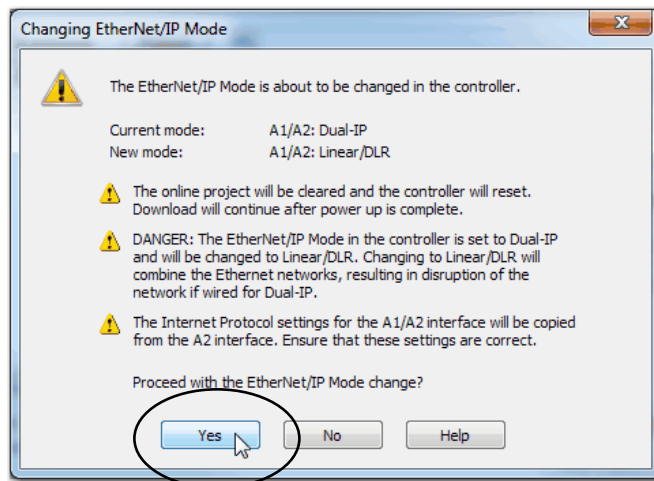 Changing EtherNet/IP Mode
The EtherNet/IP Mode is about to be changed in the controller.
Current mode: A1/A2: Dual-IP
New mode: A1/A2: Linear/DLR
The online project will be cleared and the controller will reset.
Download will continue after power up is complete.
DANGER: The EtherNet/IP Mode in the controller is set to Dual-IP
and will be changed to Linear/DLR. Changing to Linear/DLR will
combine the Ethernet networks, resulting in disruption of the
network if wired for Dual-IP.
The Internet Protocol settings for the A1/A2 interface will be copied
from the A2 interface. Ensure that these settings are correct.
Proceed with the EtherNet/IP Mode change?
Yes No Help